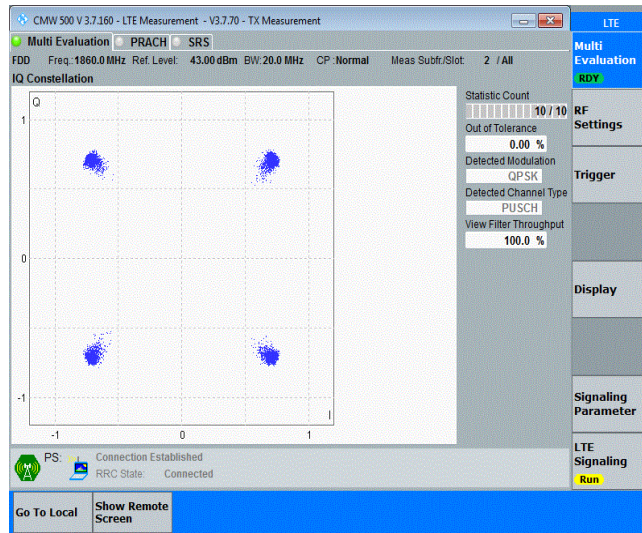 CMW 500 V 3.7.160 - LTE Measurement - V3.7.70 - TX Measurement
LTE
Multi Evaluation PRACH SRS
Multi
Evaluation
RDY
FDD Freq.: 1860.0 MHz Ref. Level: 43.00 dBm BW: 20.0 MHz CP : Normal Meas Subfr./Slot: 2 / All
IQ Constellation
Q
1
0
-1
-1 0 1
I
Statistic Count
10 / 10
Out of Tolerance
0.00 %
Detected Modulation
QPSK
Detected Channel Type
PUSCH
View Filter Throughput
100.0 %
RF
Settings
Trigger
Display
Signaling
Parameter
LTE
Signaling
Run
PS: Connection Established
RRC State: Connected
Go To Local
Show Remote
Screen